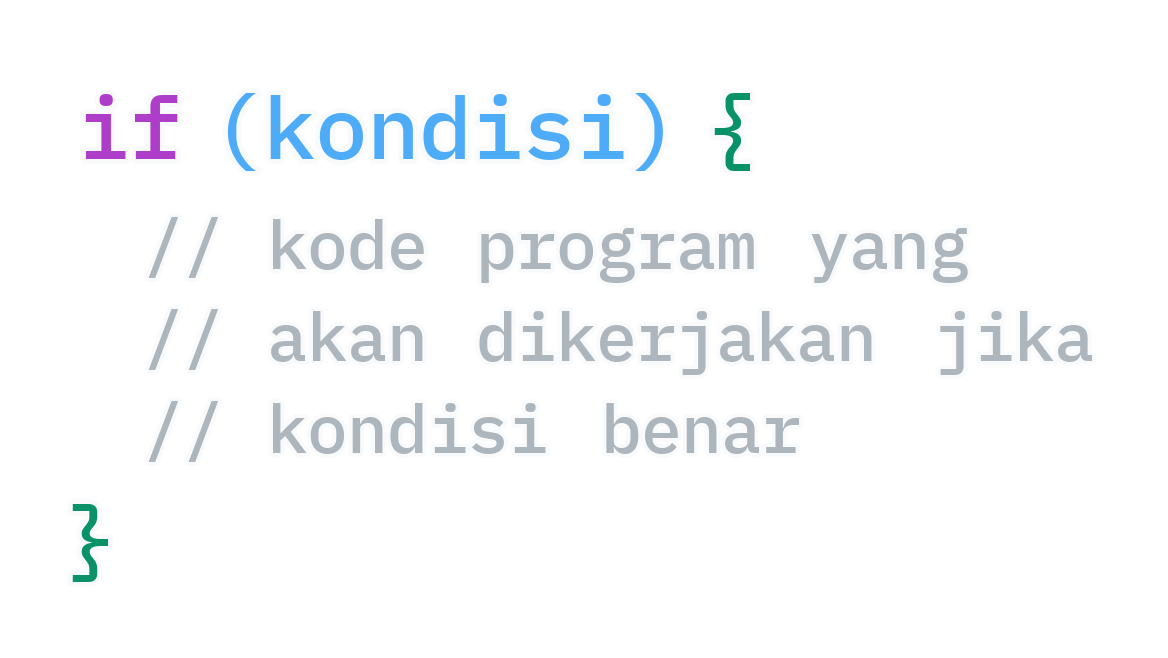 if (kondisi) {
// kode program yang
// akan dikerjakan jika
// kondisi benar
}